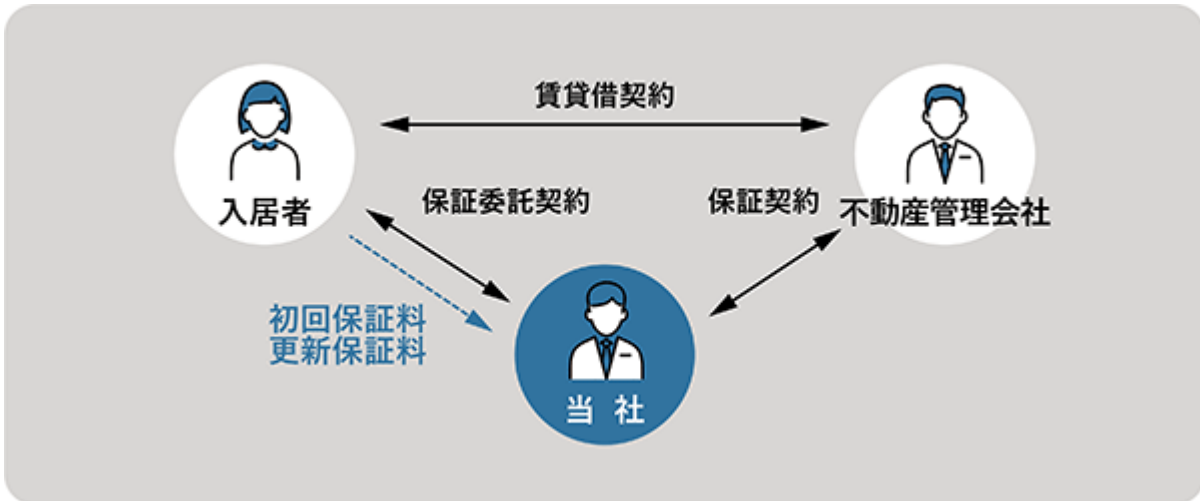 賃貸借契約
入居者
保証委託契約
保証契約
不動産管理会社
初回保証料
更新保証料
当社